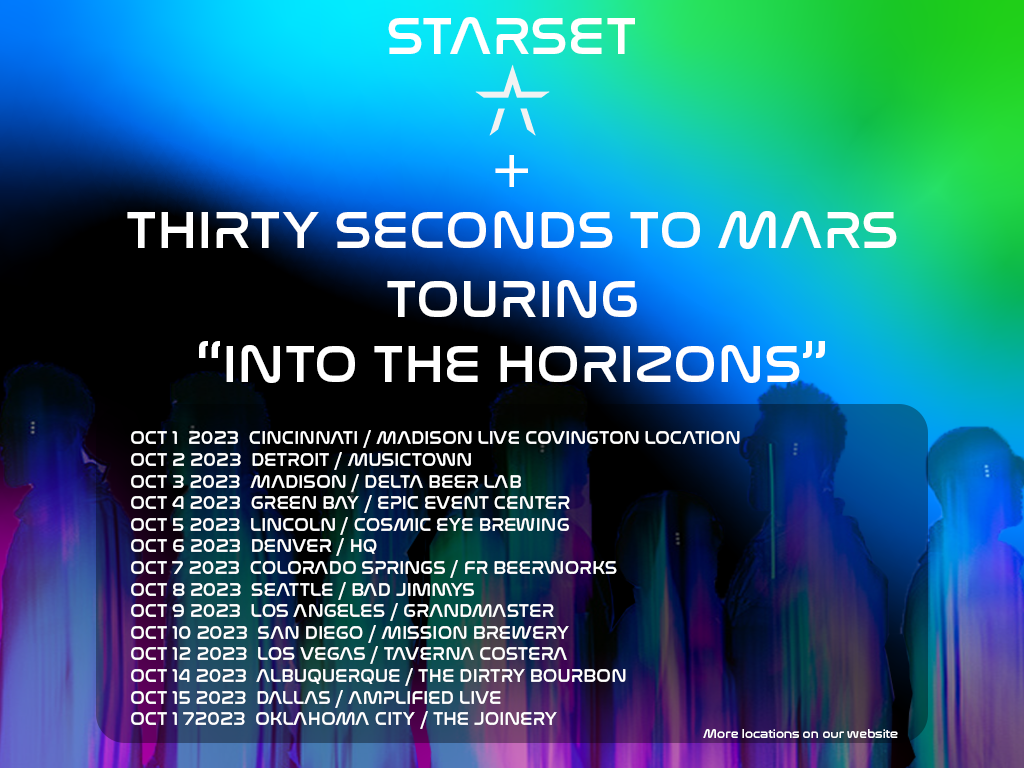 STARSET
+
THIRTY SECONDS TO MARS
TOURING
“INTO THE HORIZONS”
OCT 1 2023 CINCINNATI / MADISON LIVE COVINGTON LOCATION
OCT 2 2023 DETROIT / MUSICTOWN
OCT 3 2023 MADISON / DELTA BEER LAB
OCT 4 2023 GREEN BAY / EPIC EVENT CENTER
OCT 5 2023 LINCOLN / COSMIC EYE BREWING
OCT 6 2023 DENVER / HQ
OCT 7 2023 COLORADO SPRINGS / FR BEERWORKS
OCT 8 2023 SEATTLE / BAD JIMMYS
OCT 9 2023 LOS ANGELES / GRANDMASTER
OCT 10 2023 SAN DIEGO / MISSION BREWERY
OCT 12 2023 LOS VEGAS / TAVERNA COSTERA
OCT 14 2023 ALBUQUERQUE / THE DIRTRY BOURBON
OCT 15 2023 DALLAS / AMPLIFIED LIVE
OCT 1 72023 OKLAHOMA CITY / THE JOINERY
More locations on our website